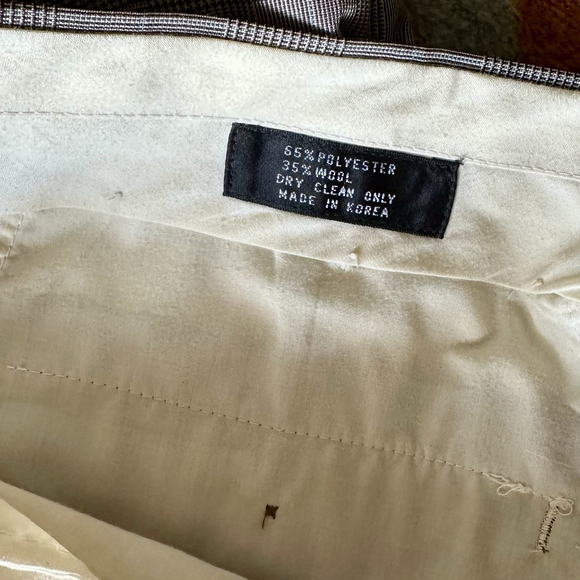 65% POLYESTER
35% WOOL
DRY CLEAN ONLY
MADE IN KOREA